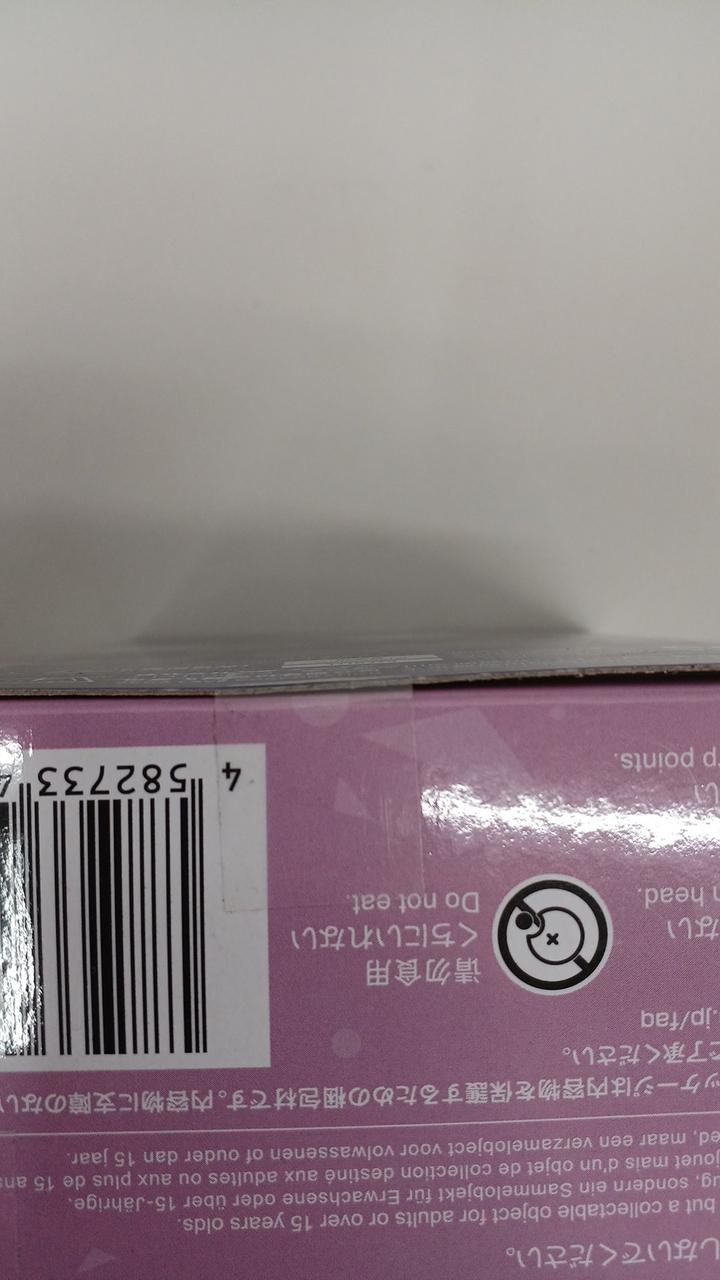 しないでください。
but a collectable object for adults or over 15 years olds.
, sondern ein Sammelobjekt für Erwachsene oder über 15-Jährige.
jouet mais d'un objet de collection destiné aux adultes ou aux plus de 15 ans
, maar een verzamelobject voor volwassenen of ouder dan 15 jaar.
ッケージは内容物を保護するための梱包材です。内容物に支障のない
ご了承ください。
.jp/faq
ない
head.
请勿食用
くちにいれない
Do not eat.
points.
4 582733